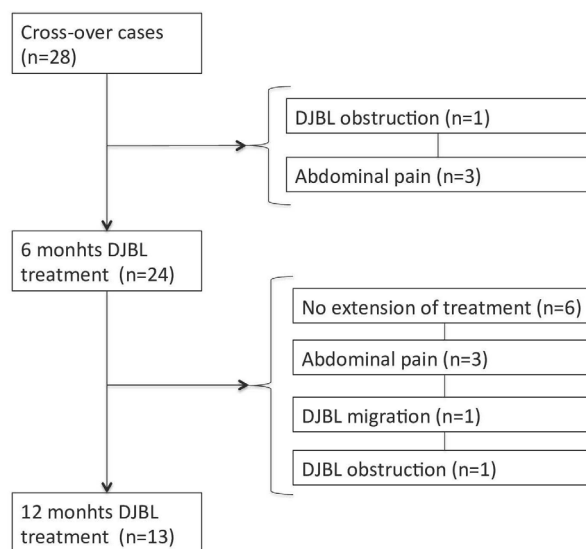 Cross-over cases
(n=28)
DJBL obstruction (n=1)
Abdominal pain (n=3)
6 monhts DJBL
treatment (n=24)
No extension of treatment (n=6)
Abdominal pain (n=3)
DJBL migration (n=1)
DJBL obstruction (n=1)
12 monhts DJBL
treatment (n=13)